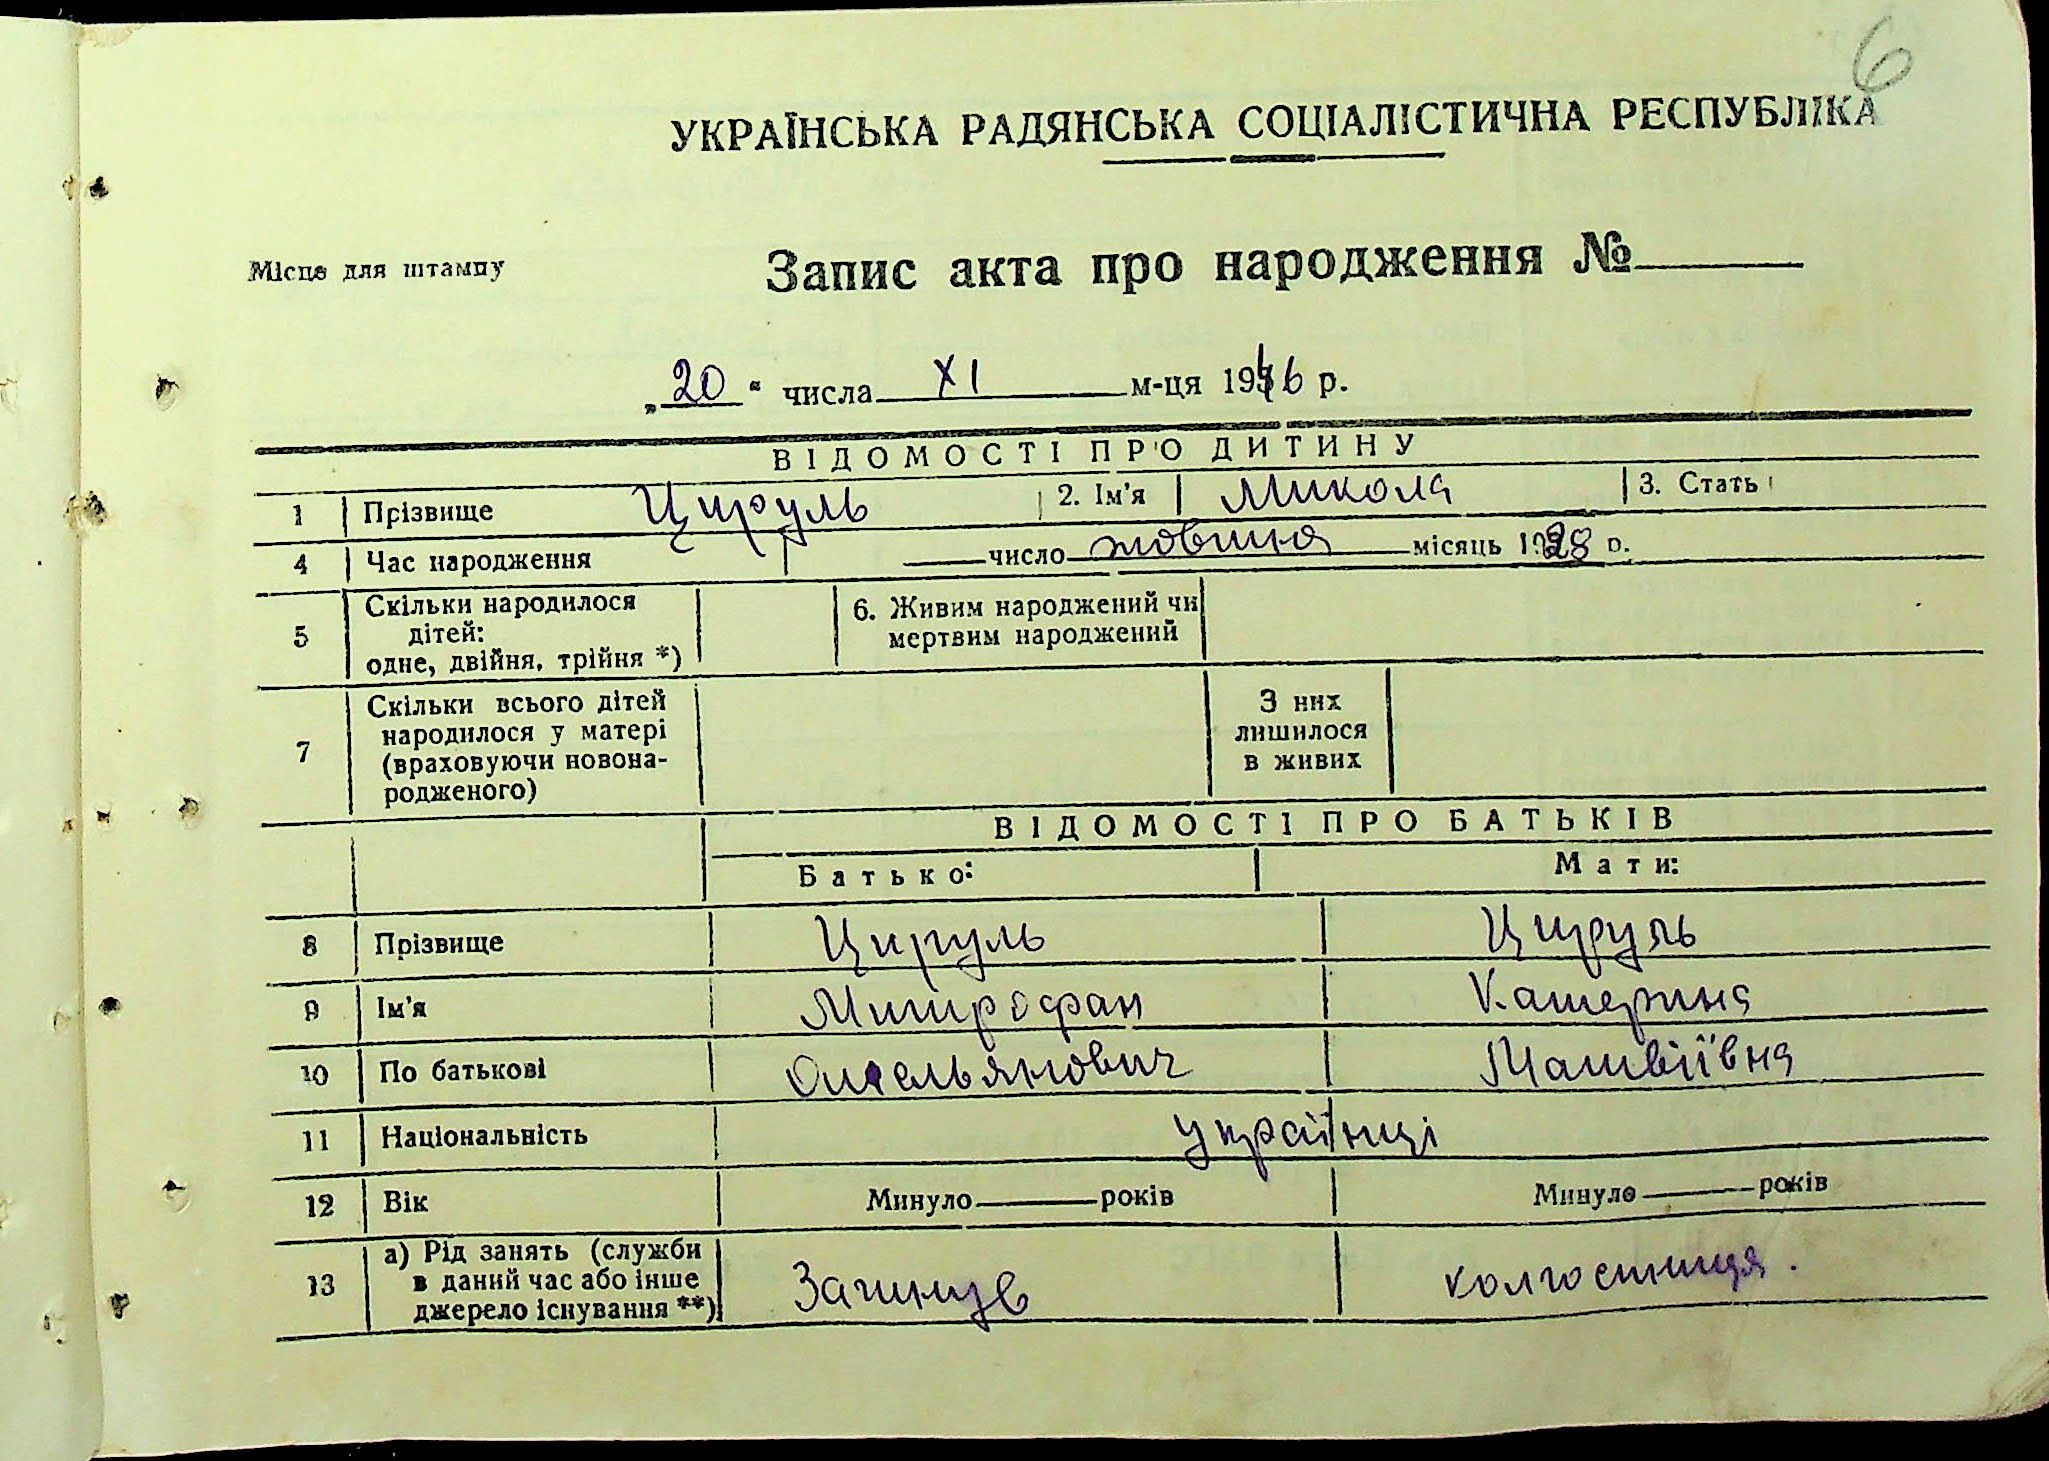 6
УКРАЇНСЬКА РАДЯНСЬКА СОЦІАЛІСТИЧНА РЕСПУБЛІКА
Місце для штампу
Запис акта про народження №
„20" числа XI м-ця 1946 р.
ВІДОМОСТІ ПРО ДИТИНУ
1 Прізвище Цируль 2. Ім'я Микола 3. Стать
4 Час народження число жовтня місяць 1928 р.
5 Скільки народилося дітей: одне, двійня, трійня *) 6. Живим народжений чи мертвим народжений
7 Скільки всього дітей народилося у матері (враховуючи новона-родженого) З них лишилося в живих
ВІДОМОСТІ ПРО БАТЬКІВ
Батько: Мати:
8 Прізвище Цируль Цируль
9 Ім'я Митрофан Катерина
10 По батькові Омельянович Матвіївна
11 Національність українці
12 Вік Минуло років Минуло років
13 а) Рід занять (служби в даний час або інше джерело існування **) Загинув колгоспниця.